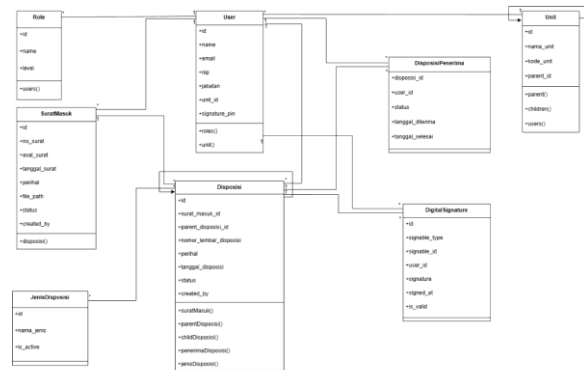 Role
+id
+name
+level
+users()
User
+id
+name
+email
+nip
+jabatan
+unit_id
+signature_pin
+roles()
+unit()
Unit
+id
+nama_unit
+kode_unit
+parent_id
+parent()
+children()
+users()
DisposisiPenerima
+disposisi_id
+user_id
+status
+tanggal_diterima
+tanggal_selesai
SuratMasuk
+id
+no_surat
+asal_surat
+tanggal_surat
+perihal
+file_path
+status
+created_by
+disposisi()
Disposisi
+id
+surat_masuk_id
+parent_disposisi_id
+nomor_lembar_disposisi
+perihal
+tanggal_disposisi
+status
+created_by
+suratMasuk()
+parentDisposisi()
+childDisposisi()
+penerimaDisposisi()
+jenisDisposisi()
DigitalSignature
+id
+signable_type
+signable_id
+user_id
+signature
+signed_at
+is_valid
JenisDisposisi
+id
+nama_jenis
+is_active